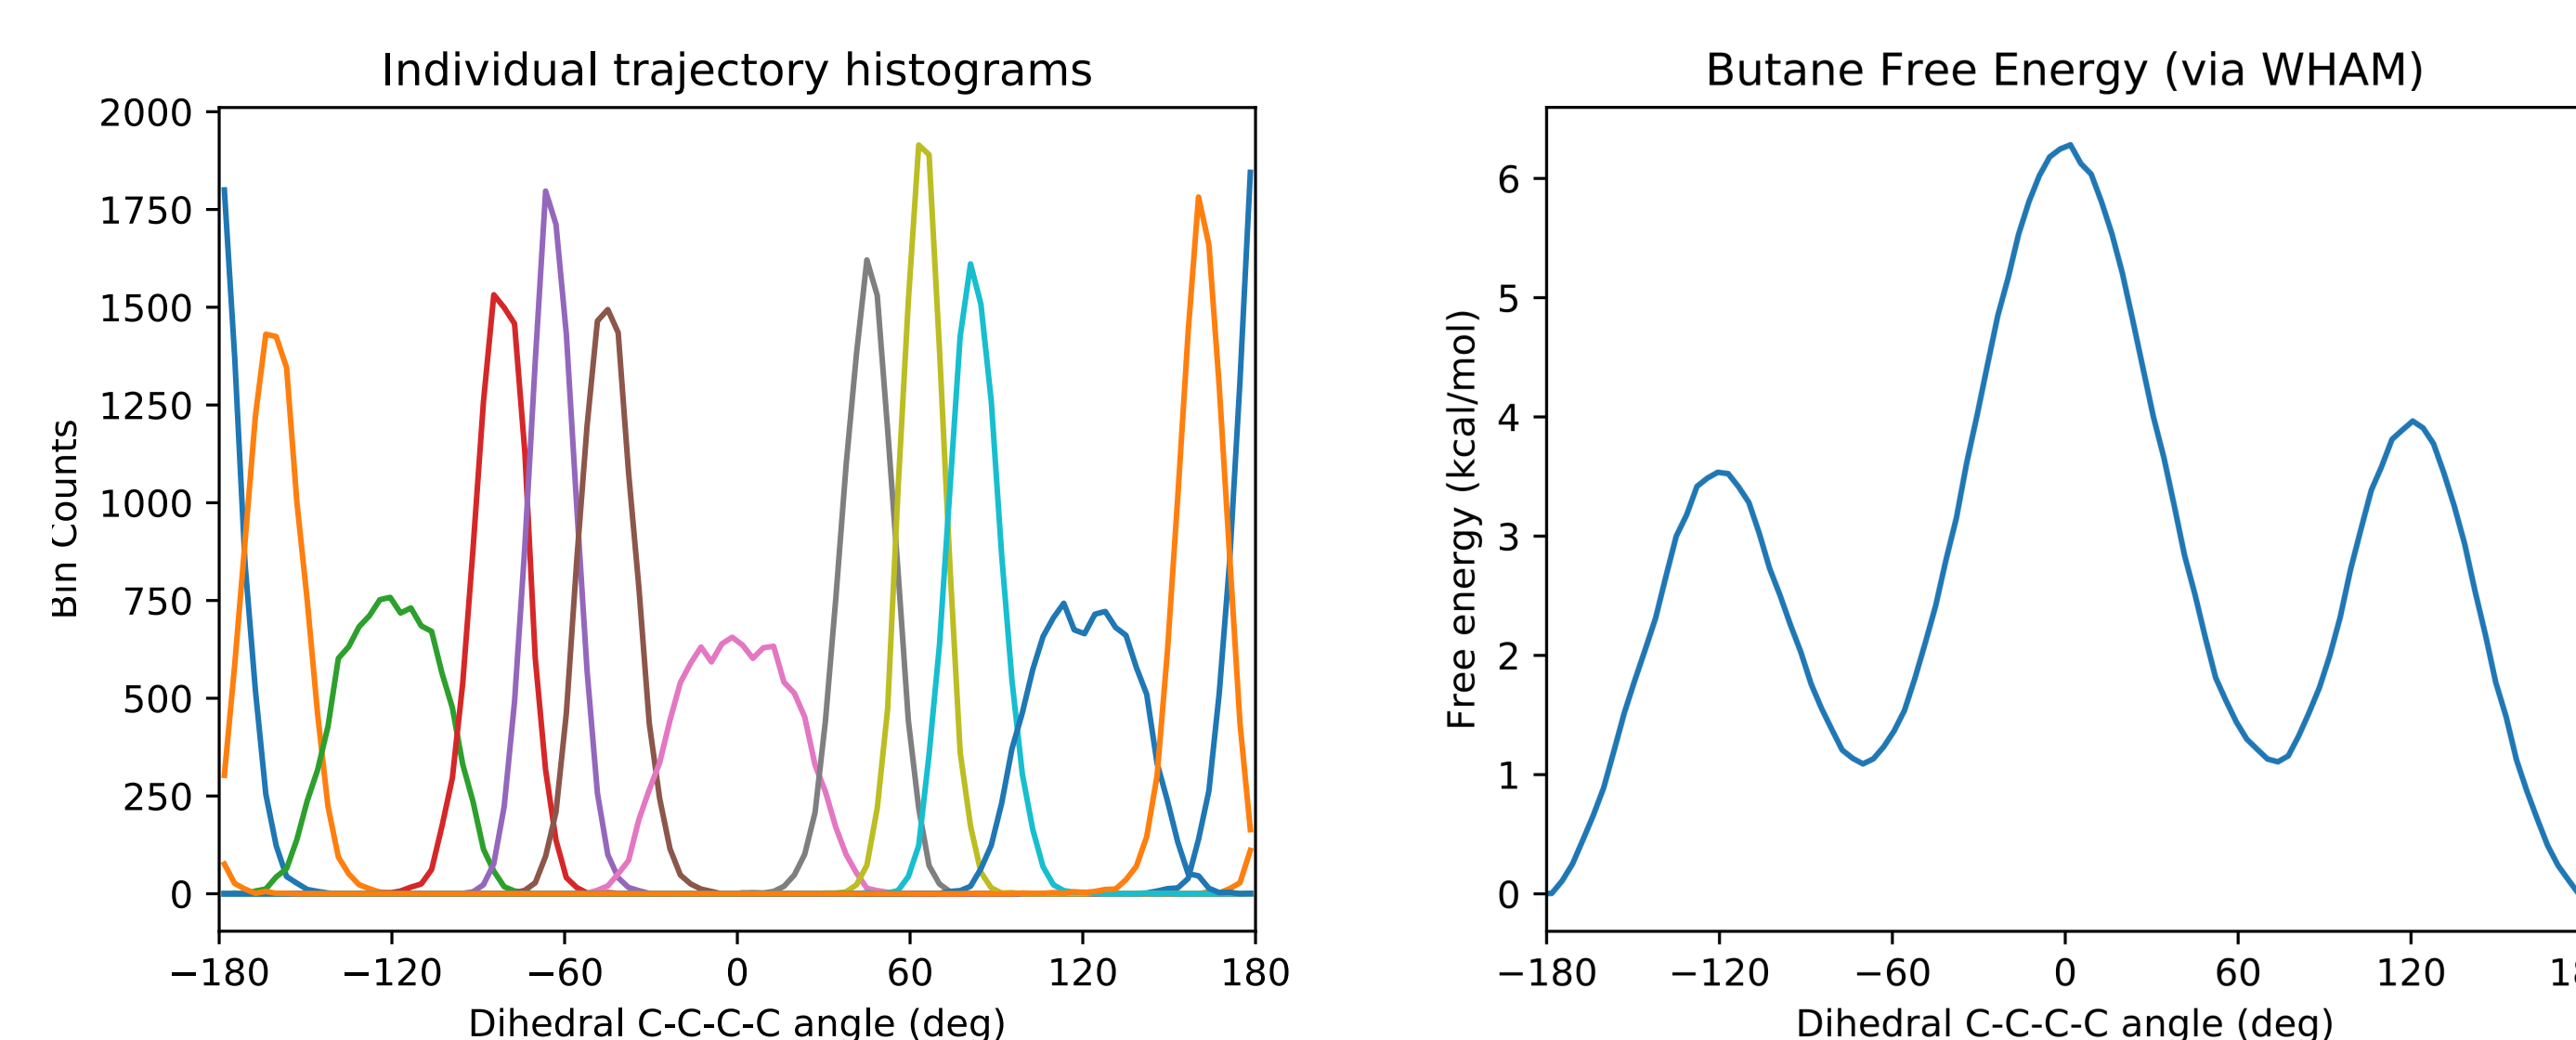 Individual trajectory histograms
Bin Counts
2000
1750
1500
1250
1000
750
500
250
0
−180 −120 −60 0 60 120 180
Dihedral C-C-C-C angle (deg)
Butane Free Energy (via WHAM)
Free energy (kcal/mol)
6
5
4
3
2
1
0
−180 −120 −60 0 60 120
Dihedral C-C-C-C angle (deg)